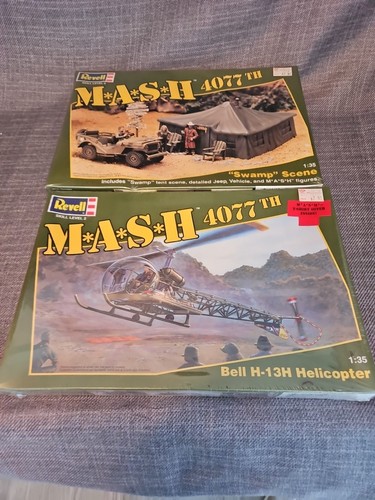 Revell
M*A*S*H 4077TH
1:35
"Swamp" Scene
Includes "Swamp" tent scene, detailed Jeep Vehicle, and M*A*S*H figures
Revell
SKILL LEVEL 2
M*A*S*H™ 4077TH
1:35
Bell H-13H Helicopter